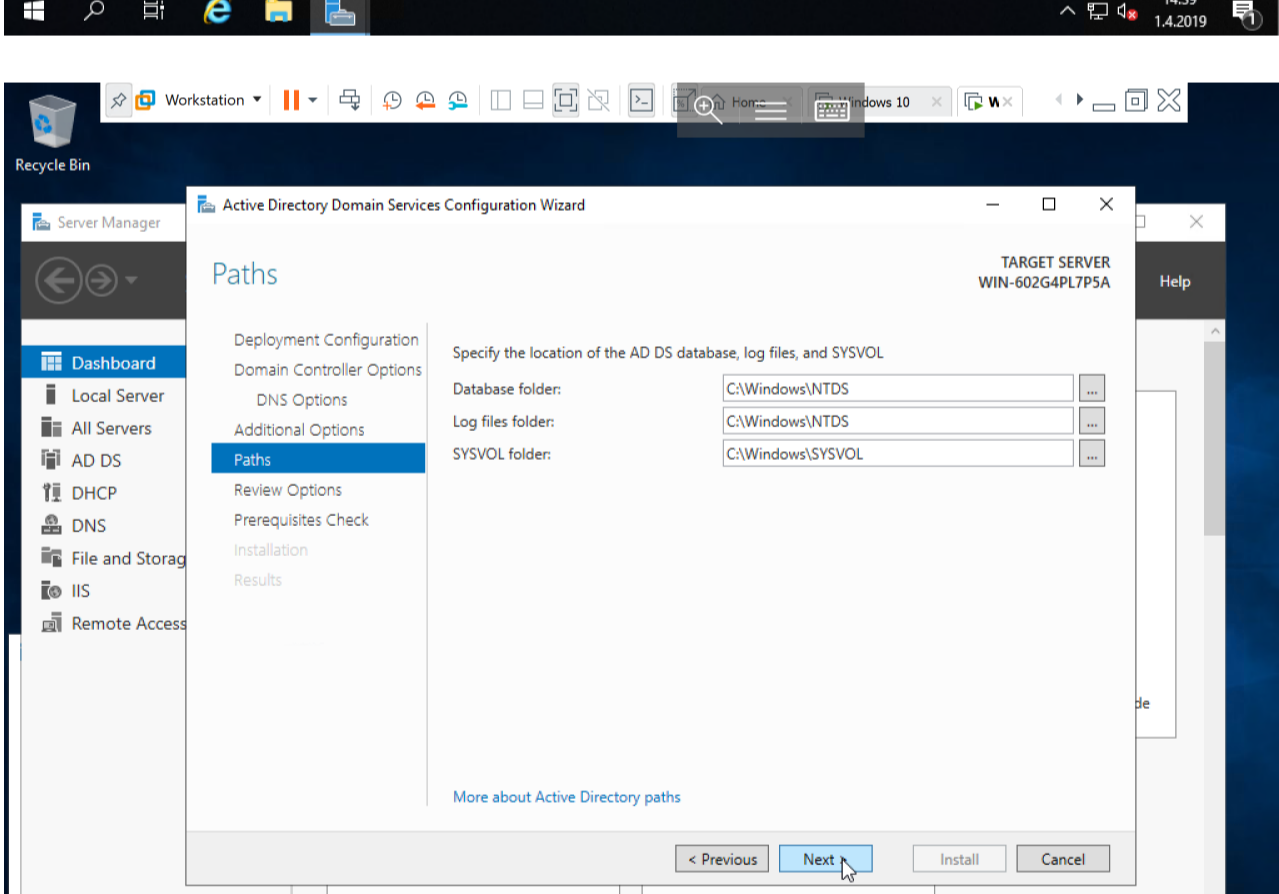 1.4.2019
1
Workstation
Home
Windows 10
W
Recycle Bin
Server Manager
Active Directory Domain Services Configuration Wizard
Paths
TARGET SERVER
WIN-602G4PL7P5A
Help
Dashboard
Local Server
All Servers
AD DS
DHCP
DNS
File and Storag
IIS
Remote Access
Deployment Configuration
Domain Controller Options
DNS Options
Additional Options
Paths
Review Options
Prerequisites Check
Installation
Results
Specify the location of the AD DS database, log files, and SYSVOL
Database folder: C:\Windows\NTDS ...
Log files folder: C:\Windows\NTDS ...
SYSVOL folder: C:\Windows\SYSVOL ...
de
More about Active Directory paths
< Previous Next > Install Cancel